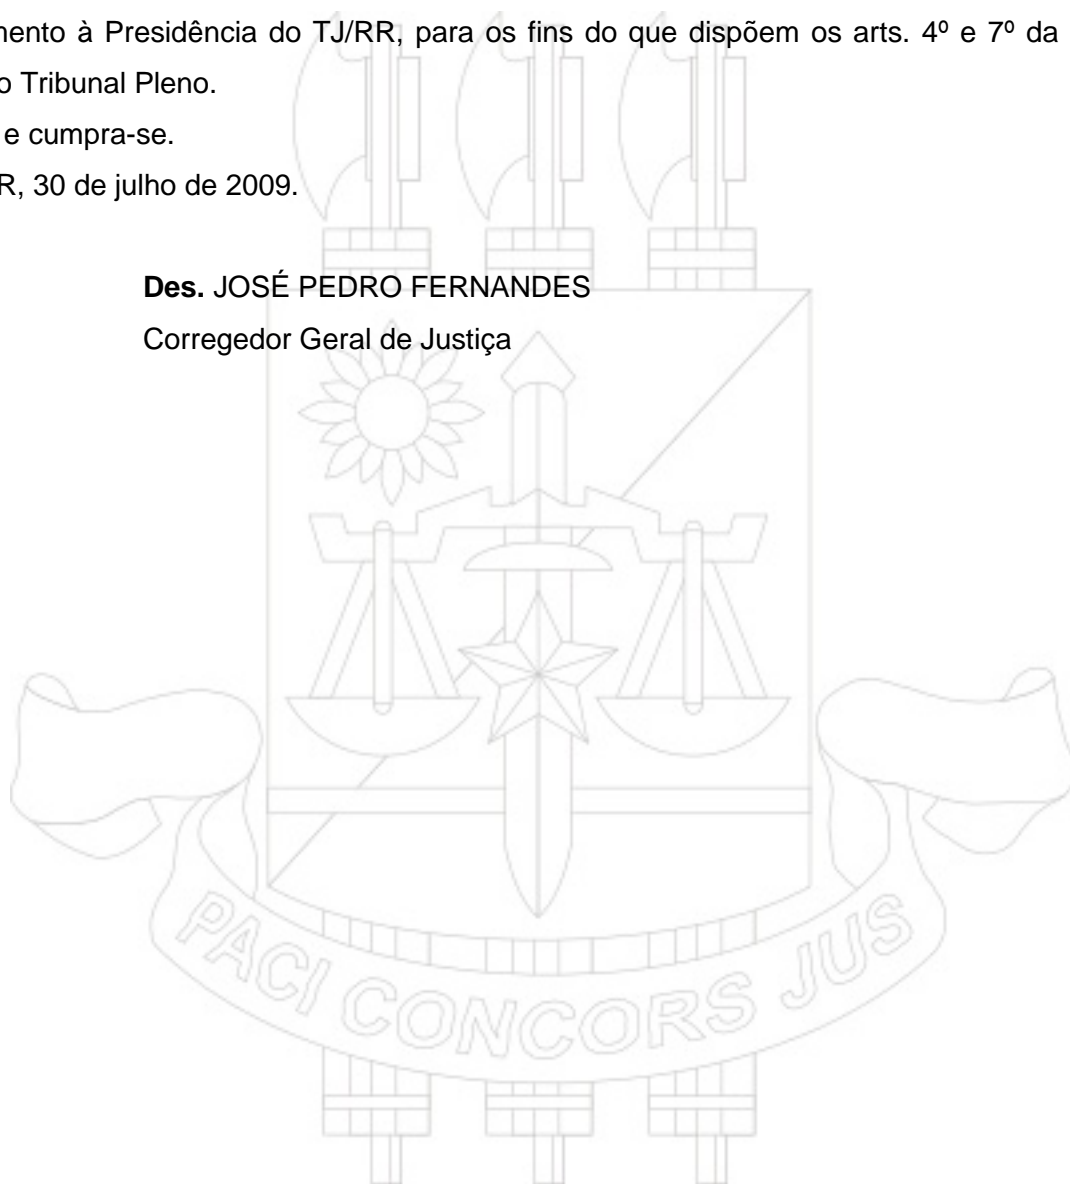 mento à Presidência do TJ/RR, para os fins do que dispõem os arts. 4º e 7º da
o Tribunal Pleno.
e cumpra-se.
R, 30 de julho de 2009.
Des. JOSÉ PEDRO FERNANDES
Corregedor Geral de Justiça
PACI CONCORS JUS